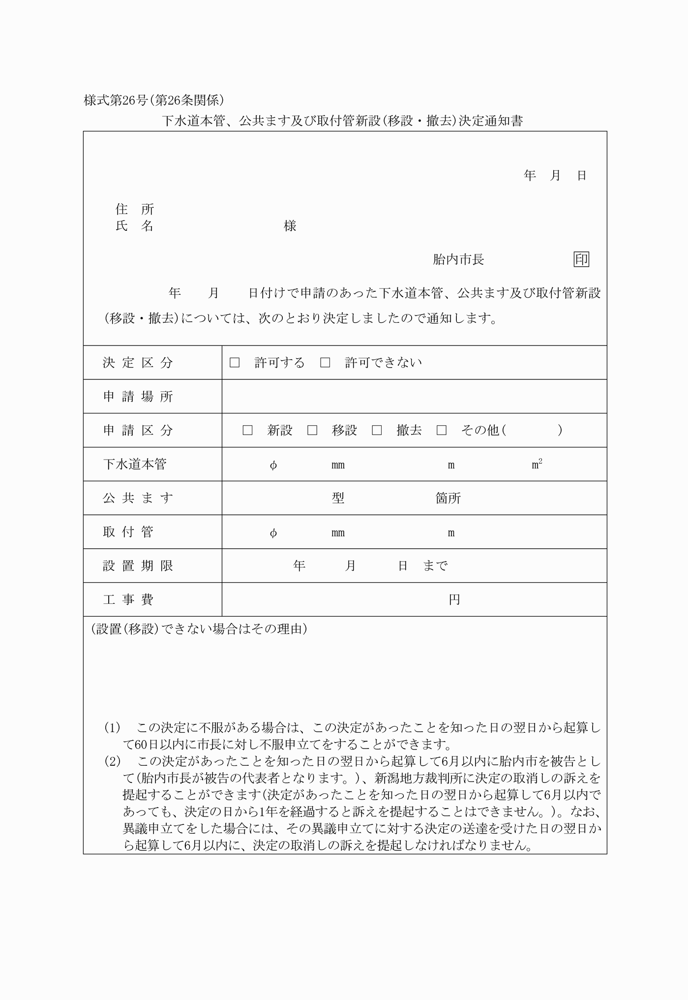 様式第26号(第26条関係)
下水道本管、公共ます及び取付管新設(移設・撤去)決定通知書
年　月　日
住　所
氏　名　　　　　　　　　　様
胎内市長　　　　　　　印
年　　月　　日付けで申請のあった下水道本管、公共ます及び取付管新設
(移設・撤去)については、次のとおり決定しましたので通知します。
決 定 区 分　□　許可する　□　許可できない
申 請 場 所
申 請 区 分　□　新設　□　移設　□　撤去　□　その他(　　　　)
下水道本管　φ　　　　mm　　　　　　　　m　　　　　　m²
公 共 ま す　　　　　型　　　　　　　箇所
取 付 管　φ　　　　mm　　　　　　　　m
設 置 期 限　　　年　　　月　　　日　まで
工 事 費　　　　　　　　　　円
(設置(移設)できない場合はその理由)
(1)　この決定に不服がある場合は、この決定があったことを知った日の翌日から起算し
て60日以内に市長に対し不服申立てをすることができます。
(2)　この決定があったことを知った日の翌日から起算して6月以内に胎内市を被告とし
て(胎内市長が被告の代表者となります。)、新潟地方裁判所に決定の取消しの訴えを
提起することができます(決定があったことを知った日の翌日から起算して6月以内で
あっても、決定の日から1年を経過すると訴えを提起することはできません。)。なお、
異議申立てをした場合には、その異議申立てに対する決定の送達を受けた日の翌日か
ら起算して6月以内に、決定の取消しの訴えを提起しなければなりません。